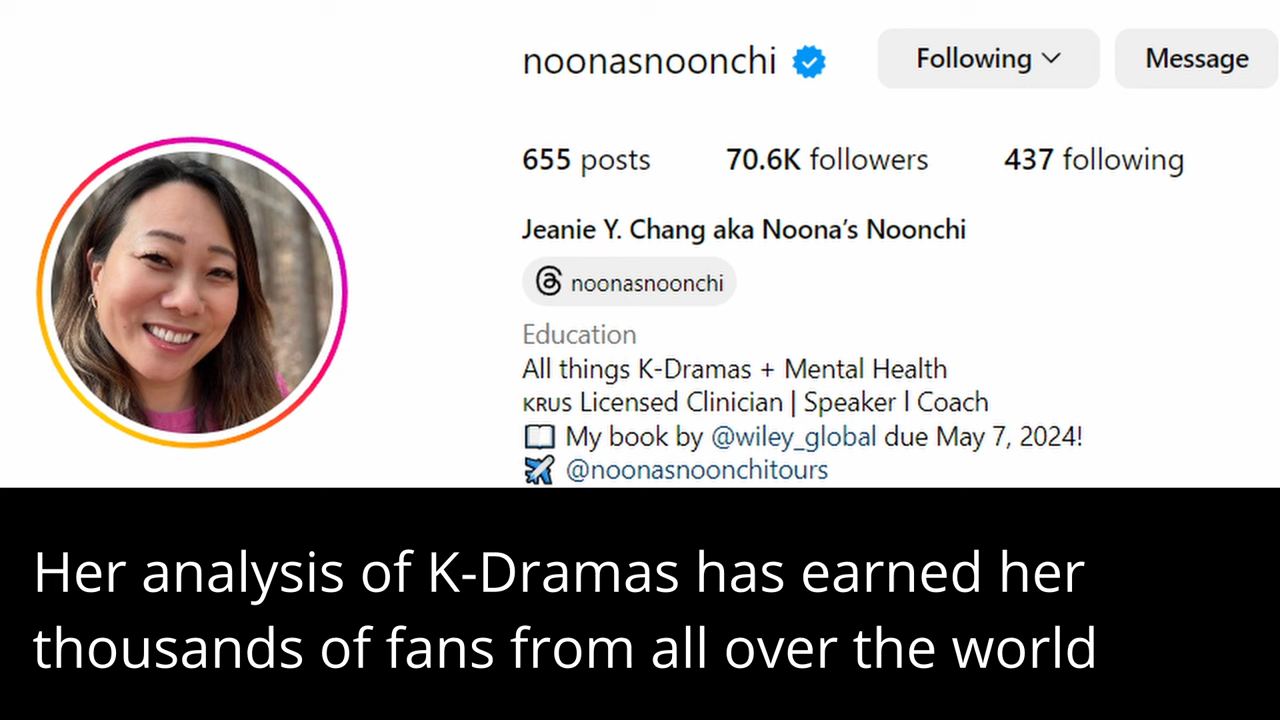 noonasnoonchi
Following
Message
655 posts
70.6K followers
437 following
Jeanie Y. Chang aka Noona’s Noonchi
noonasnoonchi
Education
All things K-Dramas + Mental Health
KRUS Licensed Clinician | Speaker l Coach
My book by @wiley_global due May 7, 2024!
@noonasnoonchitours
Her analysis of K-Dramas has earned her
thousands of fans from all over the world